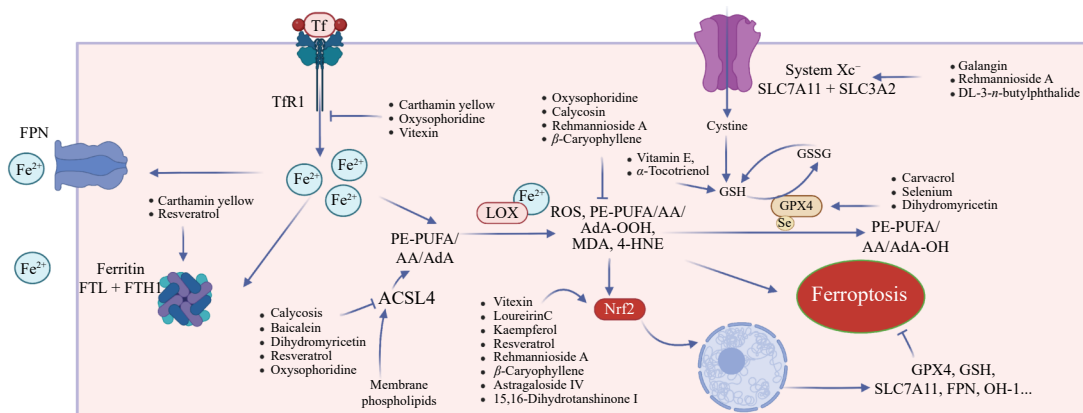 Tf
TfR1
• Carthamin yellow
• Oxysophoridine
• Vitexin
FPN
Fe²⁺
Fe²⁺
Fe²⁺
Fe²⁺
Fe²⁺
• Carthamin yellow
• Resveratrol
Ferritin
FTL + FTH1
• Calycosis
• Baicalein
• Dihydromyricetin
• Resveratrol
• Oxysophoridine
PE-PUFA/
AA/AdA
ACSL4
Membrane
phospholipids
• Oxysophoridine
• Calycosin
• Rehmannioside A
• β-Caryophyllene
LOX
Fe²⁺
ROS, PE-PUFA/AA/
AdA-OOH,
MDA, 4-HNE
• Vitamin E,
α-Tocotrienol
System Xc⁻
SLC7A11 + SLC3A2
• Galangin
• Rehmannioside A
• DL-3-n-butylphthalide
Cystine
GSSG
GSH
GPX4
Se
• Carvacrol
• Selenium
• Dihydromyricetin
PE-PUFA/
AA/AdA-OH
Ferroptosis
• Vitexin
• LoureirinC
• Kaempferol
• Resveratrol
• Rehmannioside A
• β-Caryophyllene
• Astragaloside IV
• 15,16-Dihydrotanshinone I
Nrf2
GPX4, GSH,
SLC7A11, FPN, OH-1...